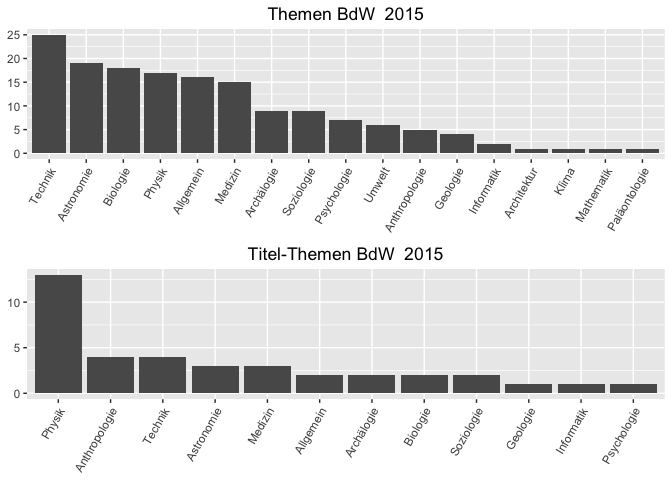 Themen BdW 2015
25
20
15
10
5
0
Technik
Astronomie
Biologie
Physik
Allgemein
Medizin
Archälogie
Soziologie
Psychologie
Umwelt
Anthropologie
Geologie
Informatik
Architektur
Klima
Mathematik
Paläontologie
Titel-Themen BdW 2015
10
5
0
Physik
Anthropologie
Technik
Astronomie
Medizin
Allgemein
Archälogie
Biologie
Soziologie
Geologie
Informatik
Psychologie